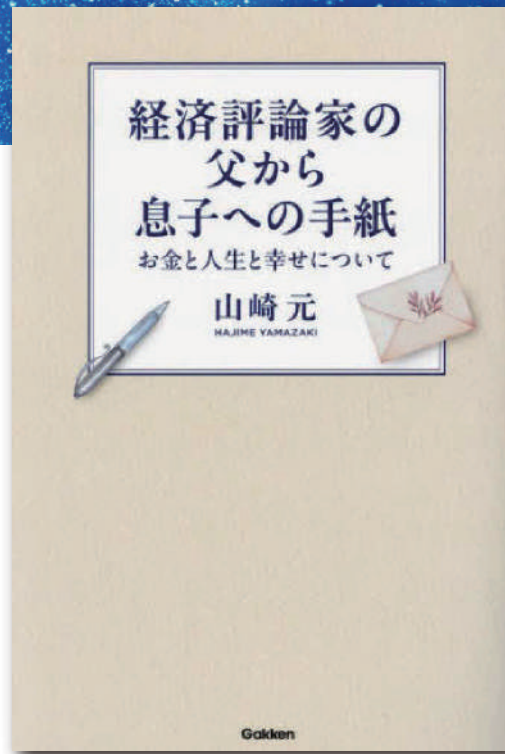 経済評論家の
父から
息子への手紙
お金と人生と幸せについて
山崎 元
HAJIME YAMAZAKI
Gakken